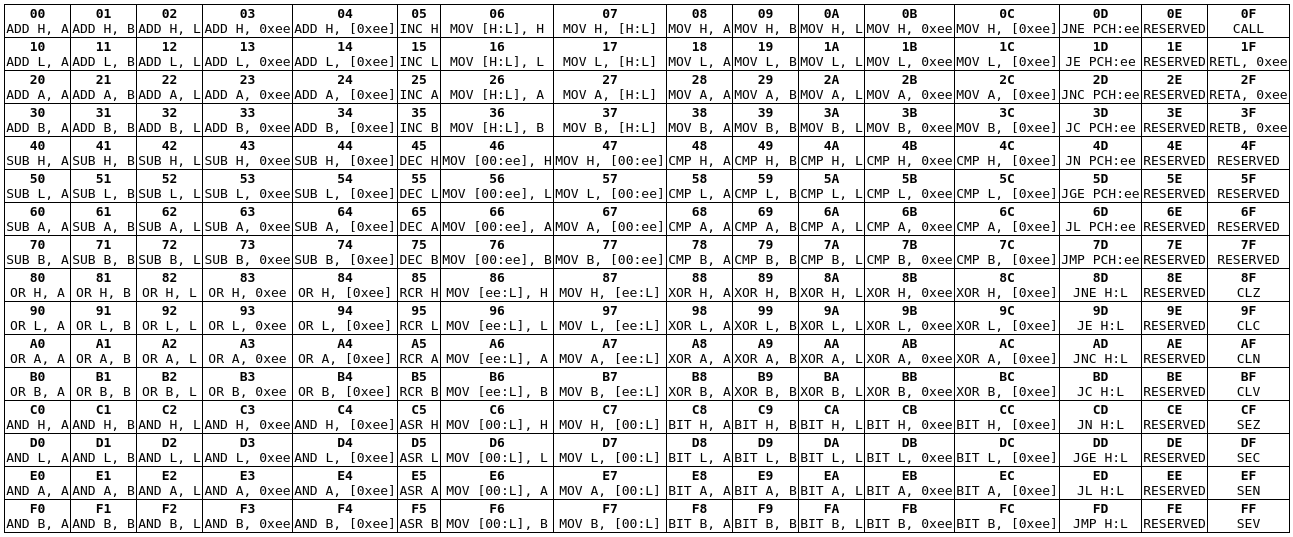 00 01 02 03 04 05 06 07 08 09 0A 0B 0C 0D 0E 0F
ADD H, A ADD H, B ADD H, L ADD H, 0xee ADD H, [0xee] INC H MOV [H:L], H MOV H, [H:L] MOV H, A MOV H, B MOV H, L MOV H, 0xee MOV H, [0xee] JNE PCH:ee RESERVED CALL
10 11 12 13 14 15 16 17 18 19 1A 1B 1C 1D 1E 1F
ADD L, A ADD L, B ADD L, L ADD L, 0xee ADD L, [0xee] INC L MOV [H:L], L MOV L, [H:L] MOV L, A MOV L, B MOV L, L MOV L, 0xee MOV L, [0xee] JE PCH:ee RESERVED RETL, 0xee
20 21 22 23 24 25 26 27 28 29 2A 2B 2C 2D 2E 2F
ADD A, A ADD A, B ADD A, L ADD A, 0xee ADD A, [0xee] INC A MOV [H:L], A MOV A, [H:L] MOV A, A MOV A, B MOV A, L MOV A, 0xee MOV A, [0xee] JNC PCH:ee RESERVED RETA, 0xee
30 31 32 33 34 35 36 37 38 39 3A 3B 3C 3D 3E 3F
ADD B, A ADD B, B ADD B, L ADD B, 0xee ADD B, [0xee] INC B MOV [H:L], B MOV B, [H:L] MOV B, A MOV B, B MOV B, L MOV B, 0xee MOV B, [0xee] JC PCH:ee RESERVED RETB, 0xee
40 41 42 43 44 45 46 47 48 49 4A 4B 4C 4D 4E 4F
SUB H, A SUB H, B SUB H, L SUB H, 0xee SUB H, [0xee] DEC H MOV [00:ee], H MOV H, [00:ee] CMP H, A CMP H, B CMP H, L CMP H, 0xee CMP H, [0xee] JN PCH:ee RESERVED RESERVED
50 51 52 53 54 55 56 57 58 59 5A 5B 5C 5D 5E 5F
SUB L, A SUB L, B SUB L, L SUB L, 0xee SUB L, [0xee] DEC L MOV [00:ee], L MOV L, [00:ee] CMP L, A CMP L, B CMP L, L CMP L, 0xee CMP L, [0xee] JGE PCH:ee RESERVED RESERVED
60 61 62 63 64 65 66 67 68 69 6A 6B 6C 6D 6E 6F
SUB A, A SUB A, B SUB A, L SUB A, 0xee SUB A, [0xee] DEC A MOV [00:ee], A MOV A, [00:ee] CMP A, A CMP A, B CMP A, L CMP A, 0xee CMP A, [0xee] JL PCH:ee RESERVED RESERVED
70 71 72 73 74 75 76 77 78 79 7A 7B 7C 7D 7E 7F
SUB B, A SUB B, B SUB B, L SUB B, 0xee SUB B, [0xee] DEC B MOV [00:ee], B MOV B, [00:ee] CMP B, A CMP B, B CMP B, L CMP B, 0xee CMP B, [0xee] JMP PCH:ee RESERVED RESERVED
80 81 82 83 84 85 86 87 88 89 8A 8B 8C 8D 8E 8F
OR H, A OR H, B OR H, L OR H, 0xee OR H, [0xee] RCR H MOV [ee:L], H MOV H, [ee:L] XOR H, A XOR H, B XOR H, L XOR H, 0xee XOR H, [0xee] JNE H:L RESERVED CLZ
90 91 92 93 94 95 96 97 98 99 9A 9B 9C 9D 9E 9F
OR L, A OR L, B OR L, L OR L, 0xee OR L, [0xee] RCR L MOV [ee:L], L MOV L, [ee:L] XOR L, A XOR L, B XOR L, L XOR L, 0xee XOR L, [0xee] JE H:L RESERVED CLC
A0 A1 A2 A3 A4 A5 A6 A7 A8 A9 AA AB AC AD AE AF
OR A, A OR A, B OR A, L OR A, 0xee OR A, [0xee] RCR A MOV [ee:L], A MOV A, [ee:L] XOR A, A XOR A, B XOR A, L XOR A, 0xee XOR A, [0xee] JNC H:L RESERVED CLN
B0 B1 B2 B3 B4 B5 B6 B7 B8 B9 BA BB BC BD BE BF
OR B, A OR B, B OR B, L OR B, 0xee OR B, [0xee] RCR B MOV [ee:L], B MOV B, [ee:L] XOR B, A XOR B, B XOR B, L XOR B, 0xee XOR B, [0xee] JC H:L RESERVED CLV
C0 C1 C2 C3 C4 C5 C6 C7 C8 C9 CA CB CC CD CE CF
AND H, A AND H, B AND H, L AND H, 0xee AND H, [0xee] ASR H MOV [00:L], H MOV H, [00:L] BIT H, A BIT H, B BIT H, L BIT H, 0xee BIT H, [0xee] JN H:L RESERVED SEZ
D0 D1 D2 D3 D4 D5 D6 D7 D8 D9 DA DB DC DD DE DF
AND L, A AND L, B AND L, L AND L, 0xee AND L, [0xee] ASR L MOV [00:L], L MOV L, [00:L] BIT L, A BIT L, B BIT L, L BIT L, 0xee BIT L, [0xee] JGE H:L RESERVED SEC
E0 E1 E2 E3 E4 E5 E6 E7 E8 E9 EA EB EC ED EE EF
AND A, A AND A, B AND A, L AND A, 0xee AND A, [0xee] ASR A MOV [00:L], A MOV A, [00:L] BIT A, A BIT A, B BIT A, L BIT A, 0xee BIT A, [0xee] JL H:L RESERVED SEN
F0 F1 F2 F3 F4 F5 F6 F7 F8 F9 FA FB FC FD FE FF
AND B, A AND B, B AND B, L AND B, 0xee AND B, [0xee] ASR B MOV [00:L], B MOV B, [00:L] BIT B, A BIT B, B BIT B, L BIT B, 0xee BIT B, [0xee] JMP H:L RESERVED SEV